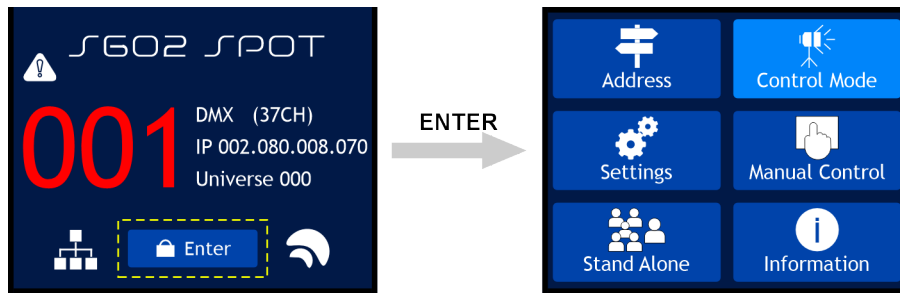 SG02 SPOT
001
DMX (37CH)
IP 002.080.008.070
Universe 000
Enter
ENTER
Address
Control Mode
Settings
Manual Control
Stand Alone
Information